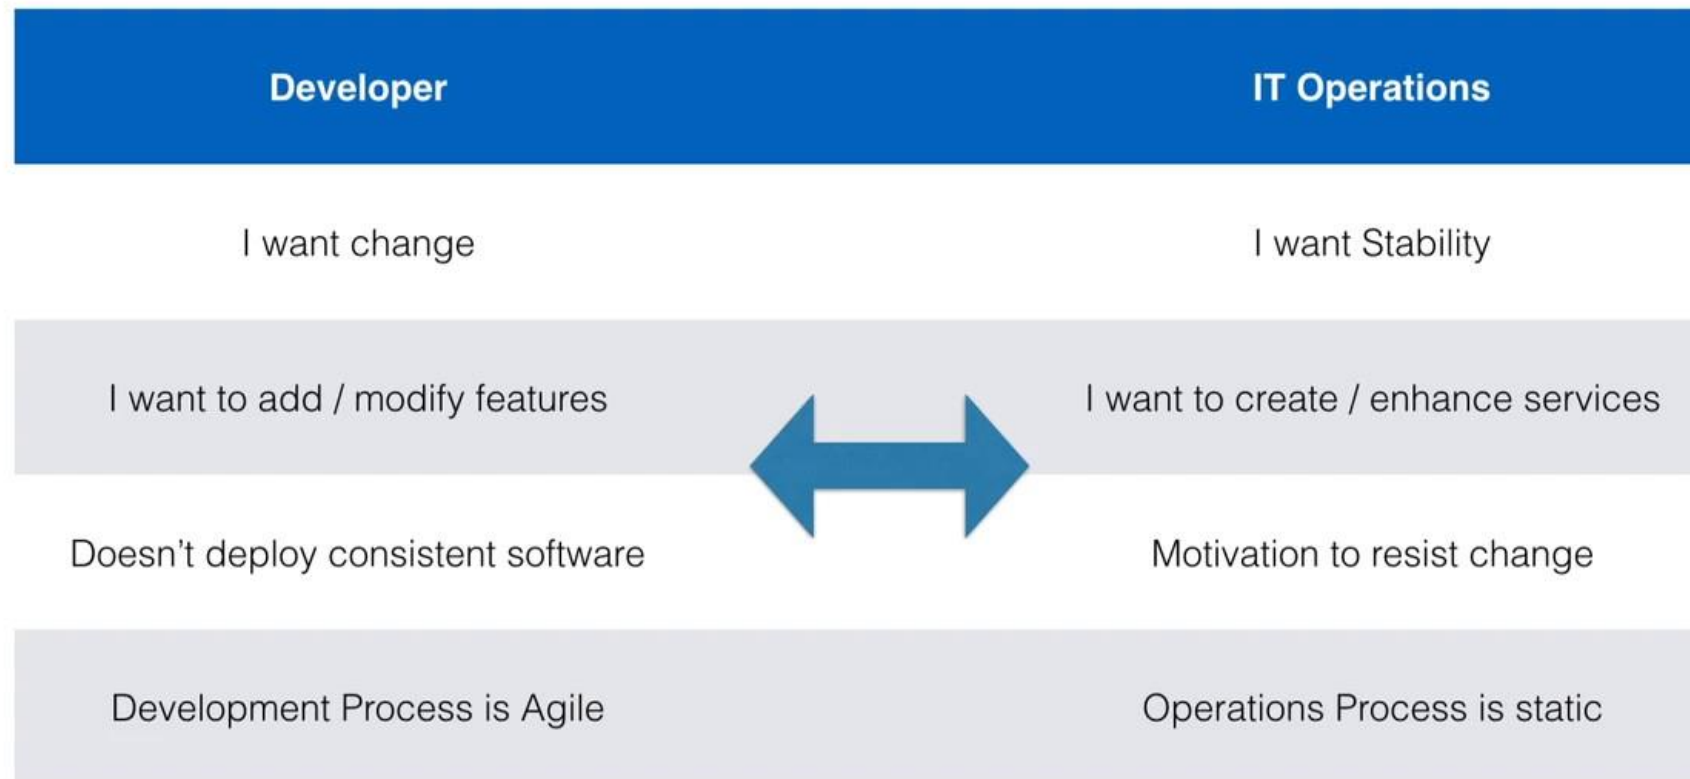 Developer IT Operations
I want change I want Stability
I want to add / modify features I want to create / enhance services
Doesn't deploy consistent software Motivation to resist change
Development Process is Agile Operations Process is static